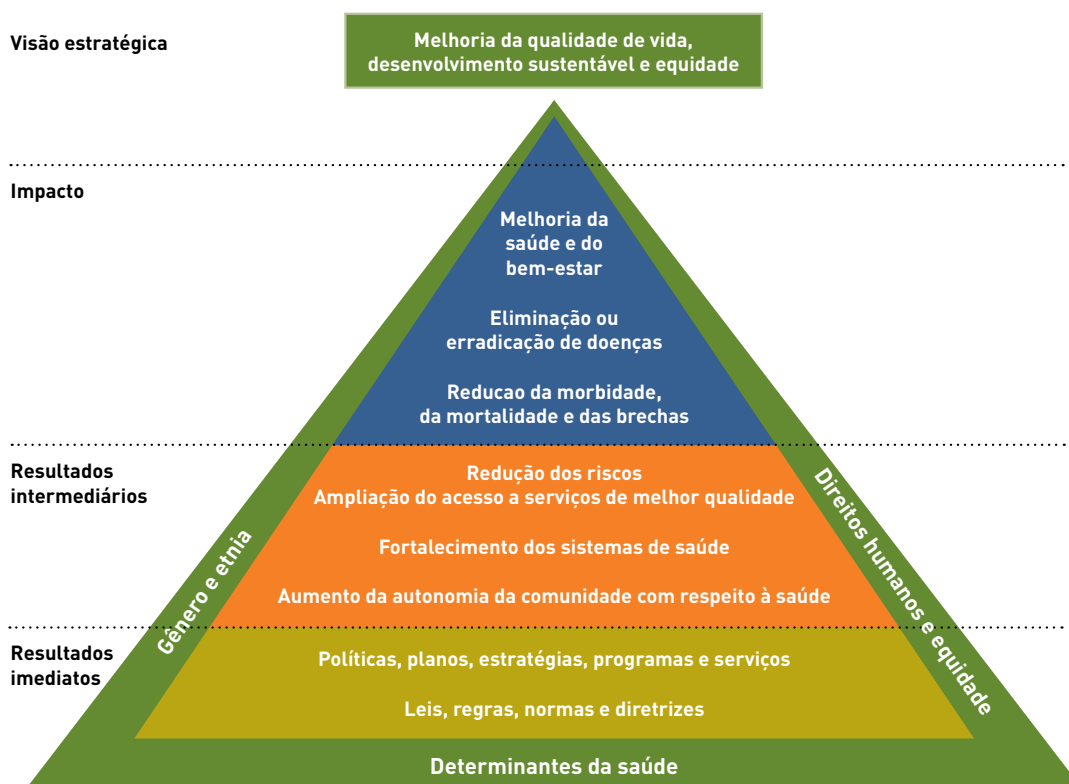 Visão estratégica
Melhoria da qualidade de vida,
desenvolvimento sustentável e equidade
Impacto
Melhoria da
saúde e do
bem-estar
Eliminação ou
erradicação de doenças
Reducao da morbidade,
da mortalidade e das brechas
Resultados
intermediários
Redução dos riscos
Ampliação do acesso a serviços de melhor qualidade
Fortalecimento dos sistemas de saúde
Aumento da autonomia da comunidade com respeito à saúde
Gênero e etnia
Direitos humanos e equidade
Resultados
imediatos
Políticas, planos, estratégias, programas e serviços
Leis, regras, normas e diretrizes
Determinantes da saúde